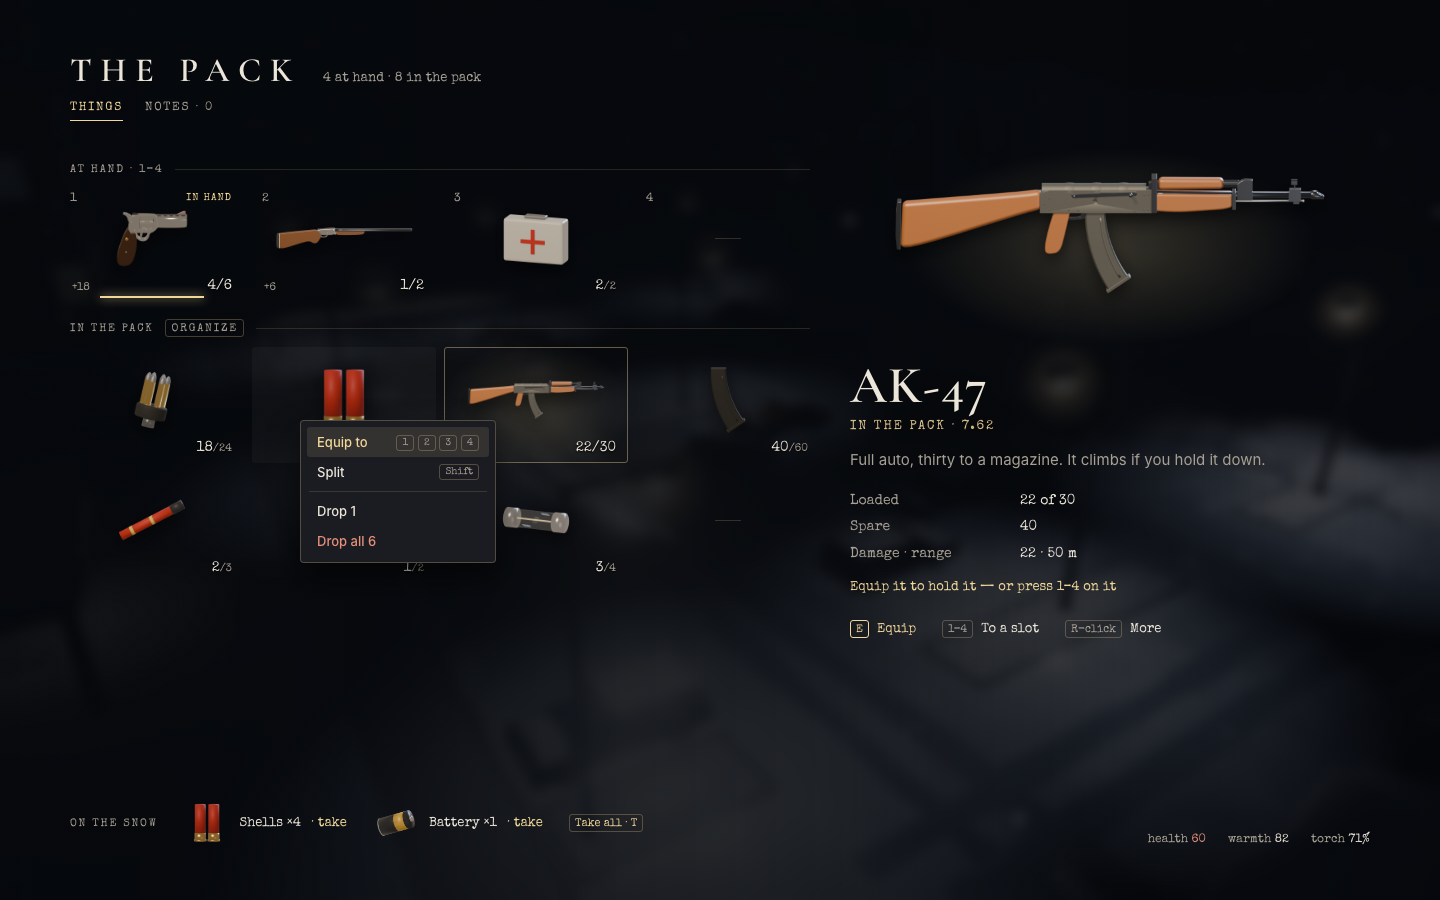 THE PACK 4 at hand · 8 in the pack
THINGS NOTES · 0
AT HAND · 1-4
1 IN HAND 2 3 4
+18 4/6 +6 1/2 2/2
IN THE PACK ORGANIZE
18/24 22/30 40/60
Equip to 1 2 3 4
Split Shift
Drop 1
Drop all 6
2/3 1/2 3/4
AK-47
IN THE PACK · 7.62
Full auto, thirty to a magazine. It climbs if you hold it down.
Loaded 22 of 30
Spare 40
Damage · range 22 · 50 m
Equip it to hold it — or press 1-4 on it
E Equip 1-4 To a slot R-click More
ON THE SNOW Shells ×4 · take Battery ×1 · take Take all · T
health 60 warmth 82 torch 71%